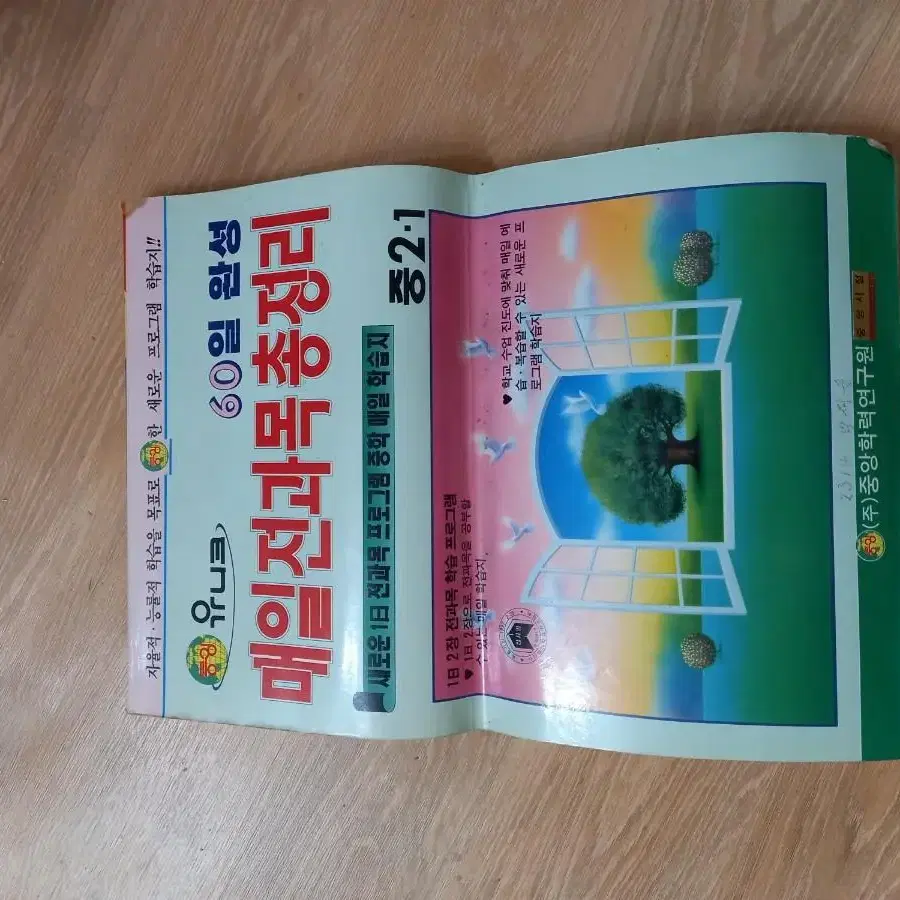 자율적·능률적 학습을 목표로 중앙 한 새로운 프로그램 학습지!!
중앙 유니크
60일 완성
매일전과목총정리
새로운 1日 전과목 프로그램 중학 매일 학습지
중2·1
1日 2장 전과목 학습 프로그램
♥ 1日 2장으로 전과목을 공부할
수 있는 매일 학습지.
♥ 학교 수업 진도에 맞춰 매일 예
습·복습할 수 있는 새로운 프
로그램 학습지
중앙 (주)중앙학력연구원